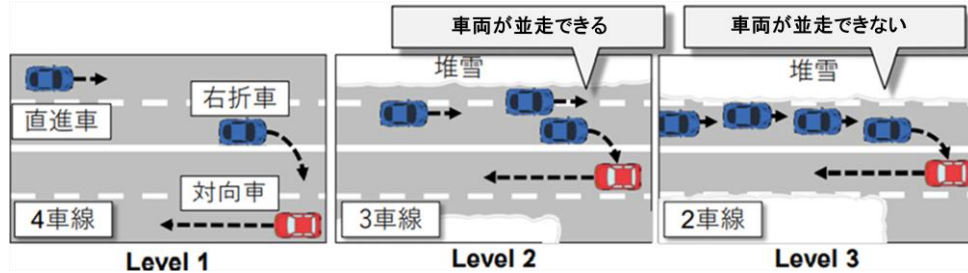 車両が並走できる
車両が並走できない
堆雪
堆雪
右折車
直進車
対向車
4車線
3車線
2車線
Level 1
Level 2
Level 3